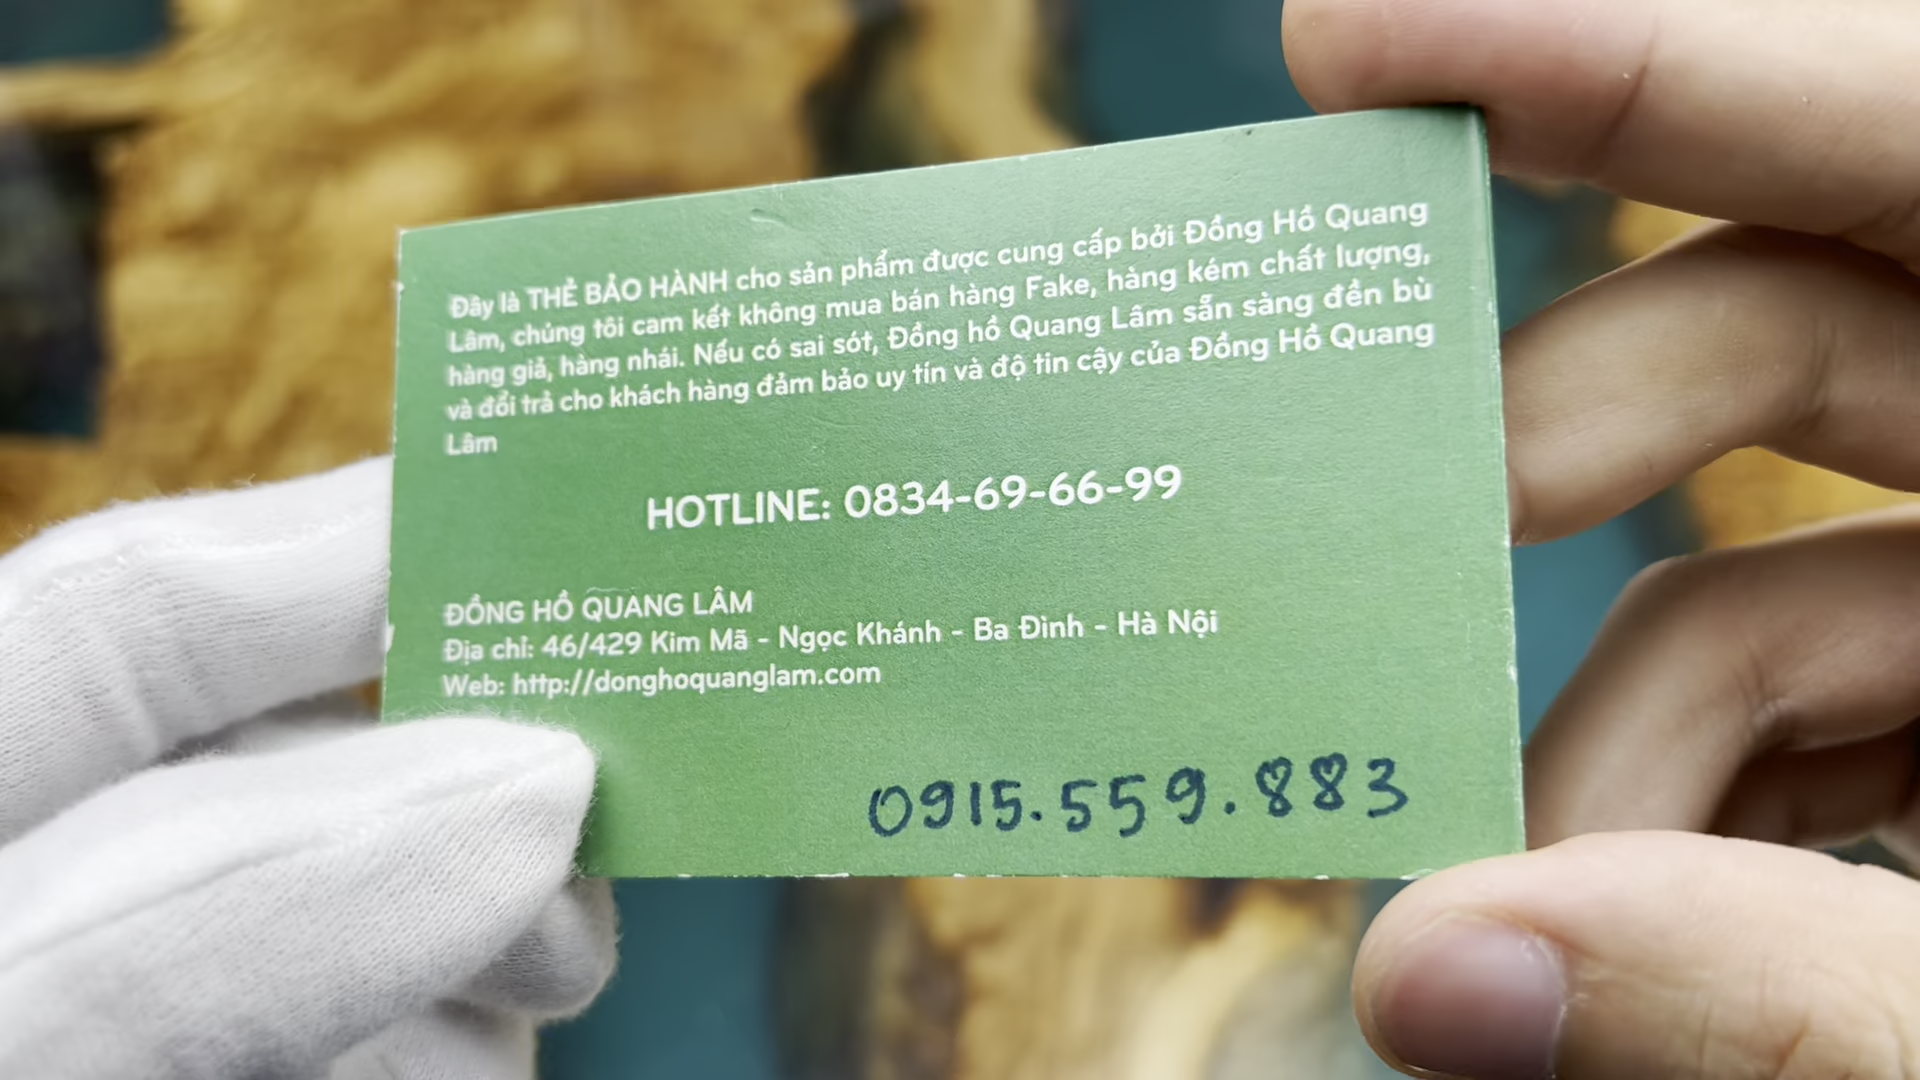 Đây là THẺ BẢO HÀNH cho sản phẩm được cung cấp bởi Đồng Hồ Quang
Lâm, chúng tôi cam kết không mua bán hàng Fake, hàng kém chất lượng,
hàng giả, hàng nhái. Nếu có sai sót, Đồng hồ Quang Lâm sẵn sàng đền bù
và đổi trả cho khách hàng đảm bảo uy tín và độ tin cậy của Đồng Hồ Quang
Lâm
HOTLINE: 0834-69-66-99
ĐỒNG HỒ QUANG LÂM
Địa chỉ: 46/429 Kim Mã - Ngọc Khánh - Ba Đình - Hà Nội
Web: http://donghoquanglam.com
0915.559.883